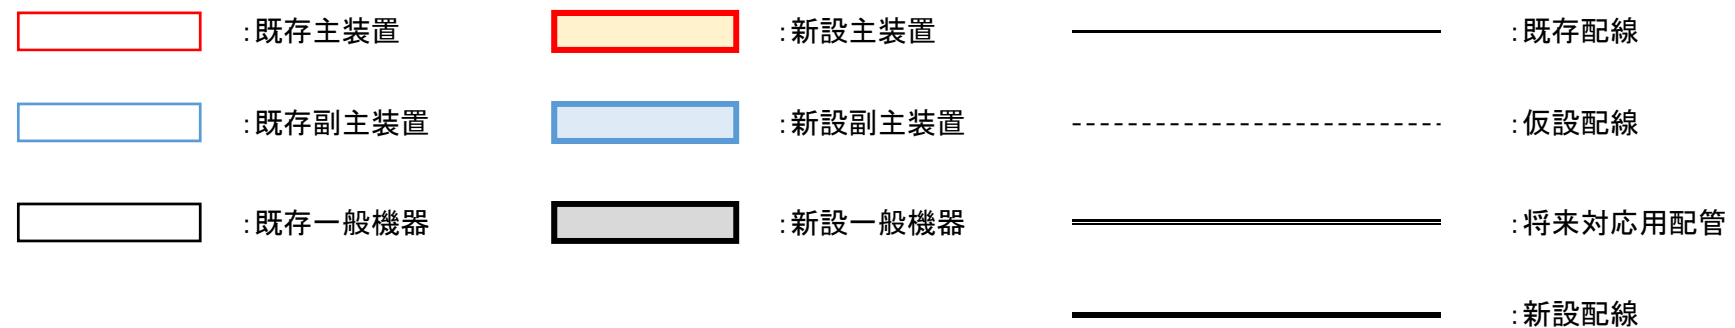 :既存主装置
:新設主装置
:既存配線
:既存副主装置
:新設副主装置
:仮設配線
:既存一般機器
:新設一般機器
:将来対応用配管
:新設配線